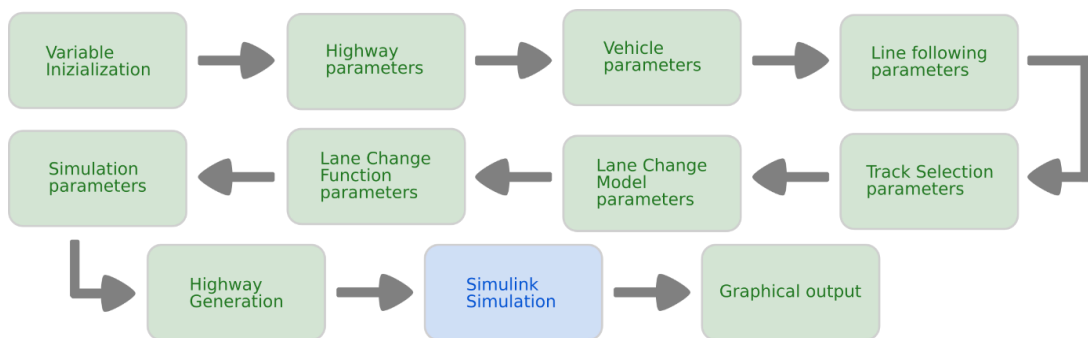 Variable
Inizialization
Highway
parameters
Vehicle
parameters
Line following
parameters
Track Selection
parameters
Lane Change
Model
parameters
Lane Change
Function
parameters
Simulation
parameters
Highway
Generation
Simulink
Simulation
Graphical output